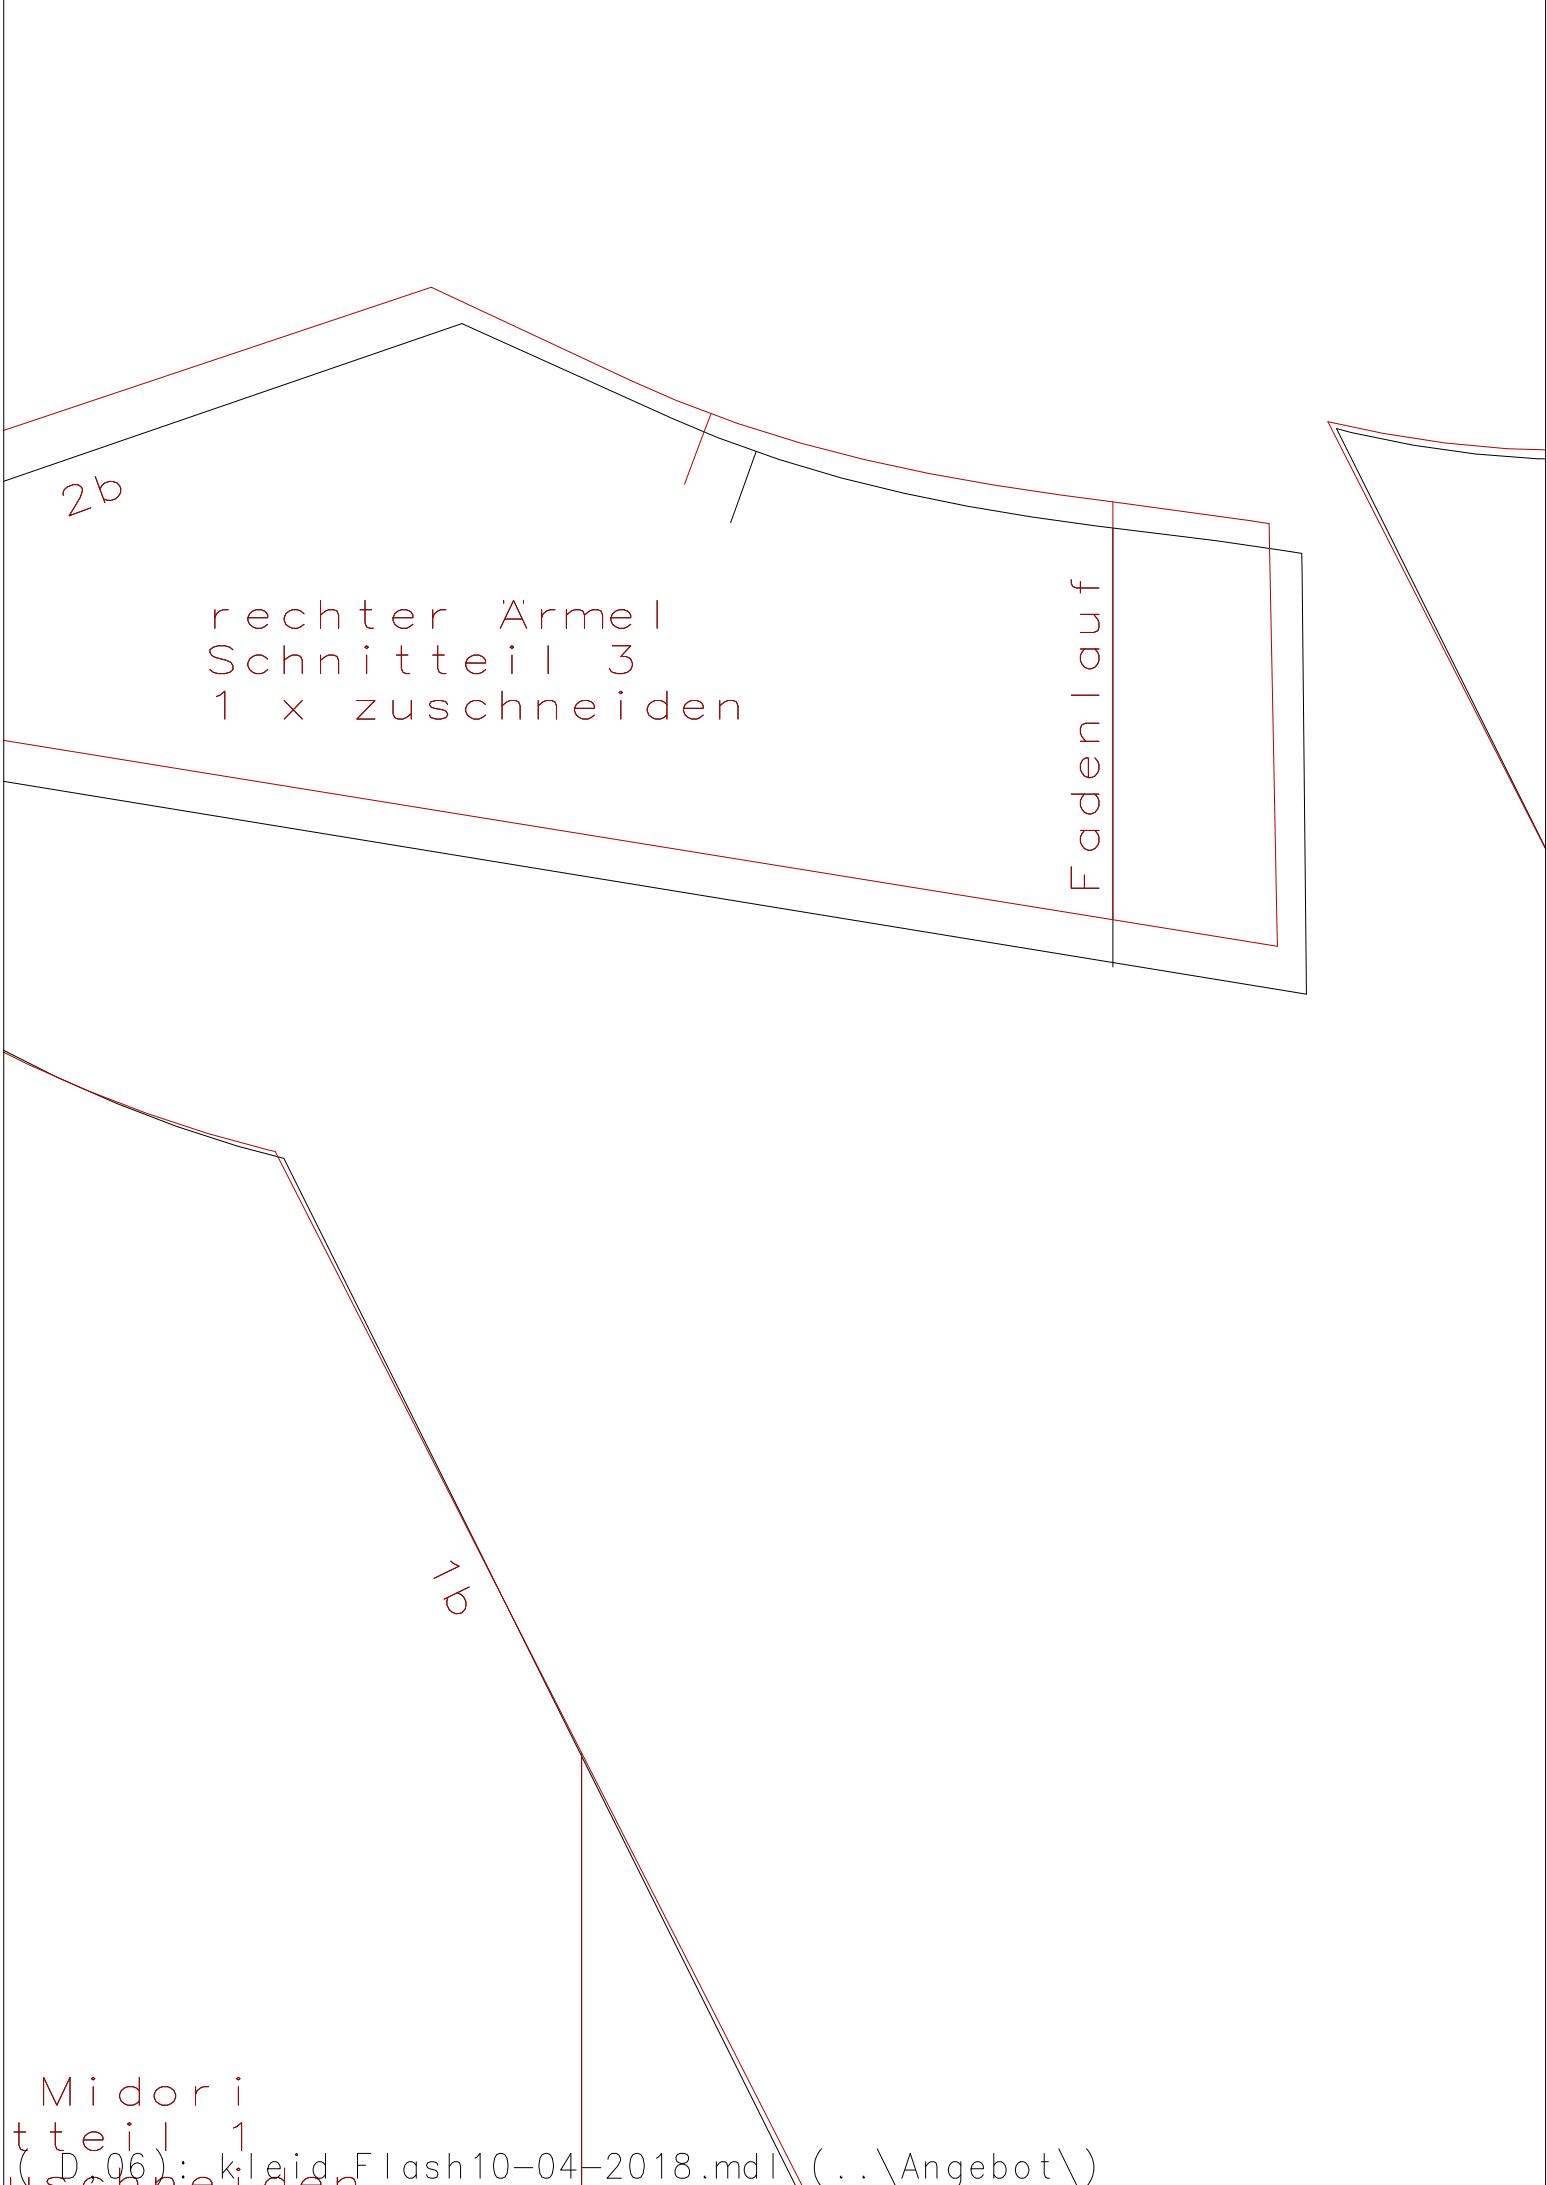 2b
rechter Ärmel
Schnitteil 3
1 x zuschneiden
Fadenlauf
1b
Midori
tteil 1
uschneiden
( D,06): kleid Flash10-04-2018.mdl (..\Angebot\)